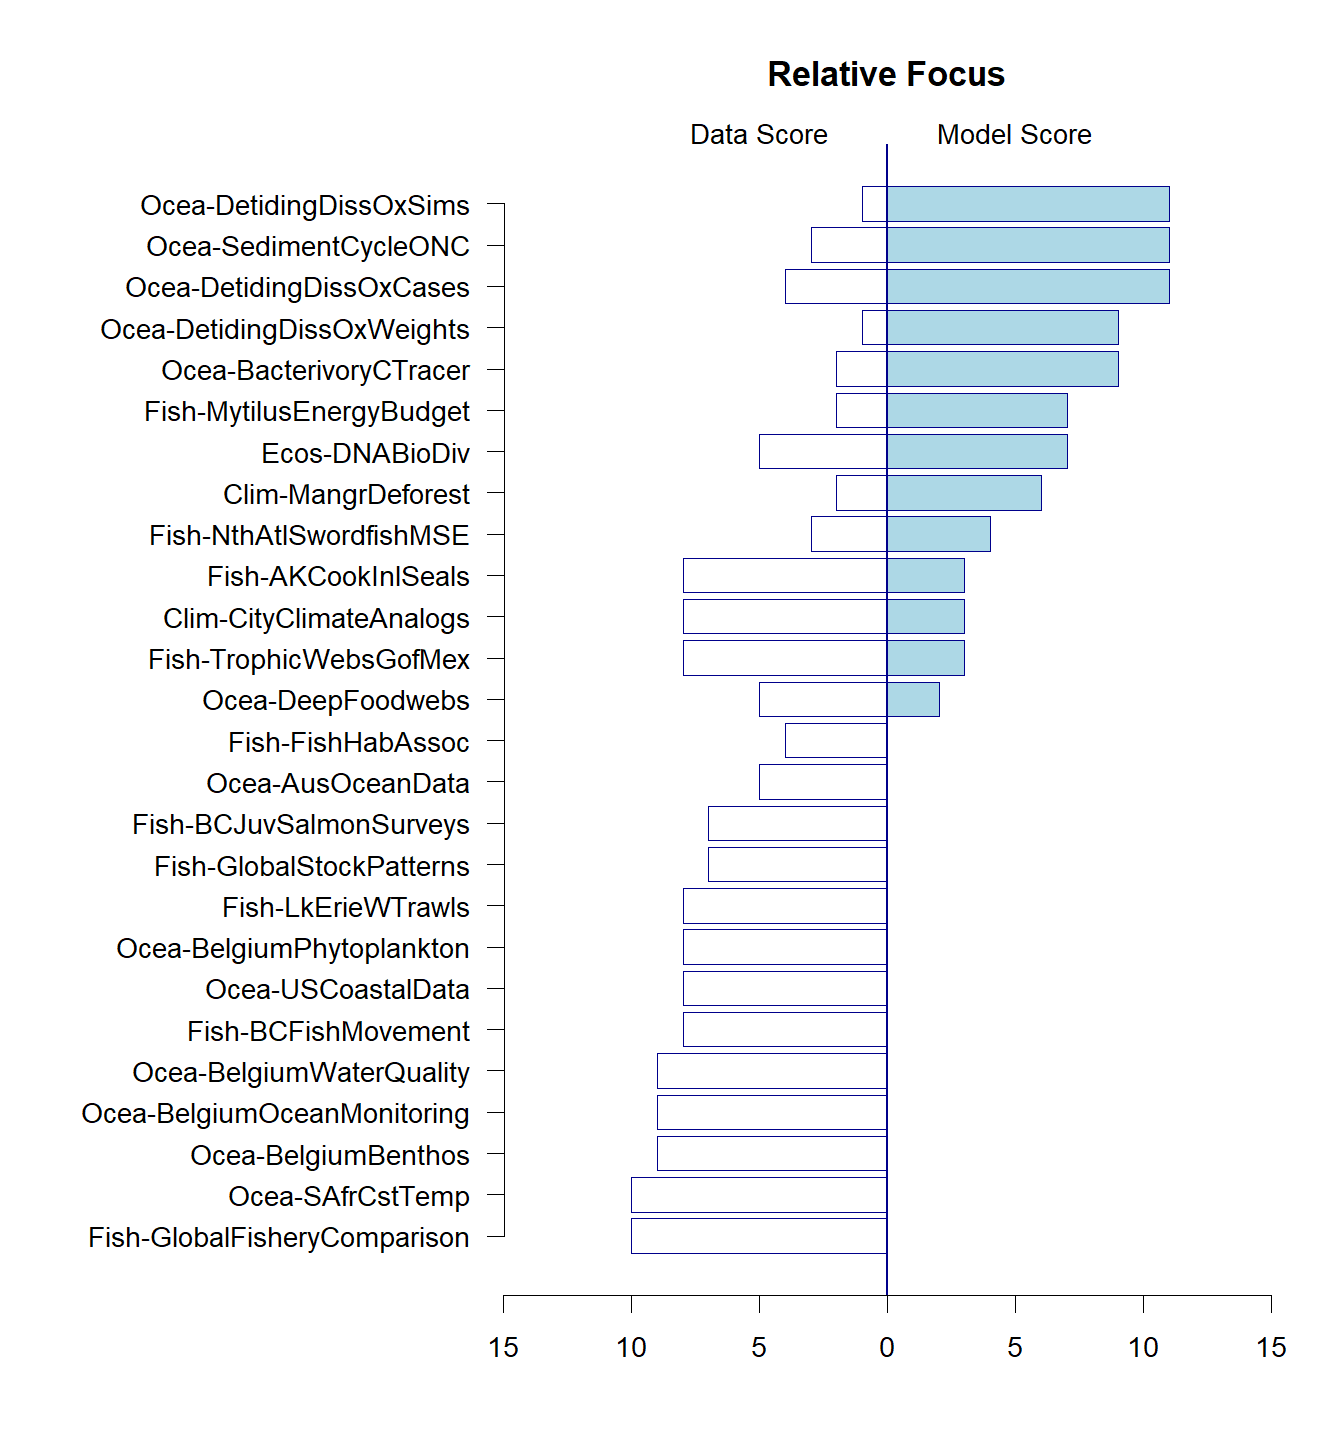 Relative Focus
Data Score Model Score
Ocea-DetidingDissOxSims
Ocea-SedimentCycleONC
Ocea-DetidingDissOxCases
Ocea-DetidingDissOxWeights
Ocea-BacterivoryCTracer
Fish-MytilusEnergyBudget
Ecos-DNABioDiv
Clim-MangrDeforest
Fish-NthAtlSwordfishMSE
Fish-AKCookInlSeals
Clim-CityClimateAnalogs
Fish-TrophicWebsGofMex
Ocea-DeepFoodwebs
Fish-FishHabAssoc
Ocea-AusOceanData
Fish-BCJuvSalmonSurveys
Fish-GlobalStockPatterns
Fish-LkErieWTrawls
Ocea-BelgiumPhytoplankton
Ocea-USCoastalData
Fish-BCFishMovement
Ocea-BelgiumWaterQuality
Ocea-BelgiumOceanMonitoring
Ocea-BelgiumBenthos
Ocea-SAfrCstTemp
Fish-GlobalFisheryComparison
15 10 5 0 5 10 15